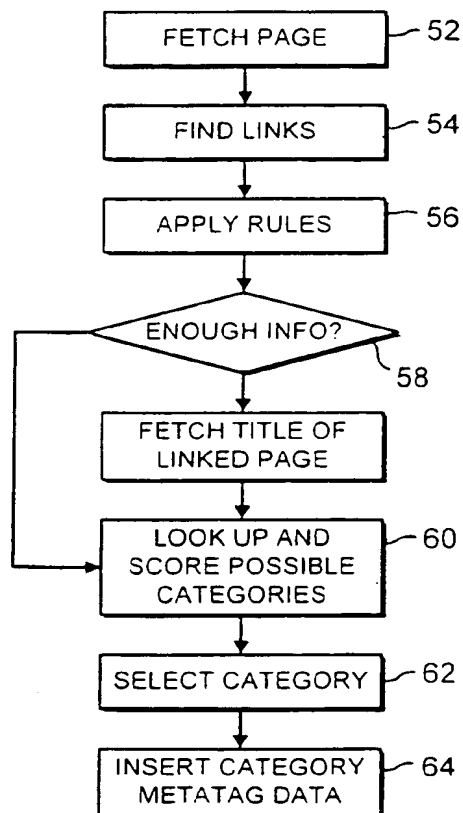 FETCH PAGE
52
FIND LINKS
54
APPLY RULES
56
ENOUGH INFO?
58
FETCH TITLE OF
LINKED PAGE
LOOK UP AND
SCORE POSSIBLE
CATEGORIES
60
SELECT CATEGORY
62
INSERT CATEGORY
METATAG DATA
64